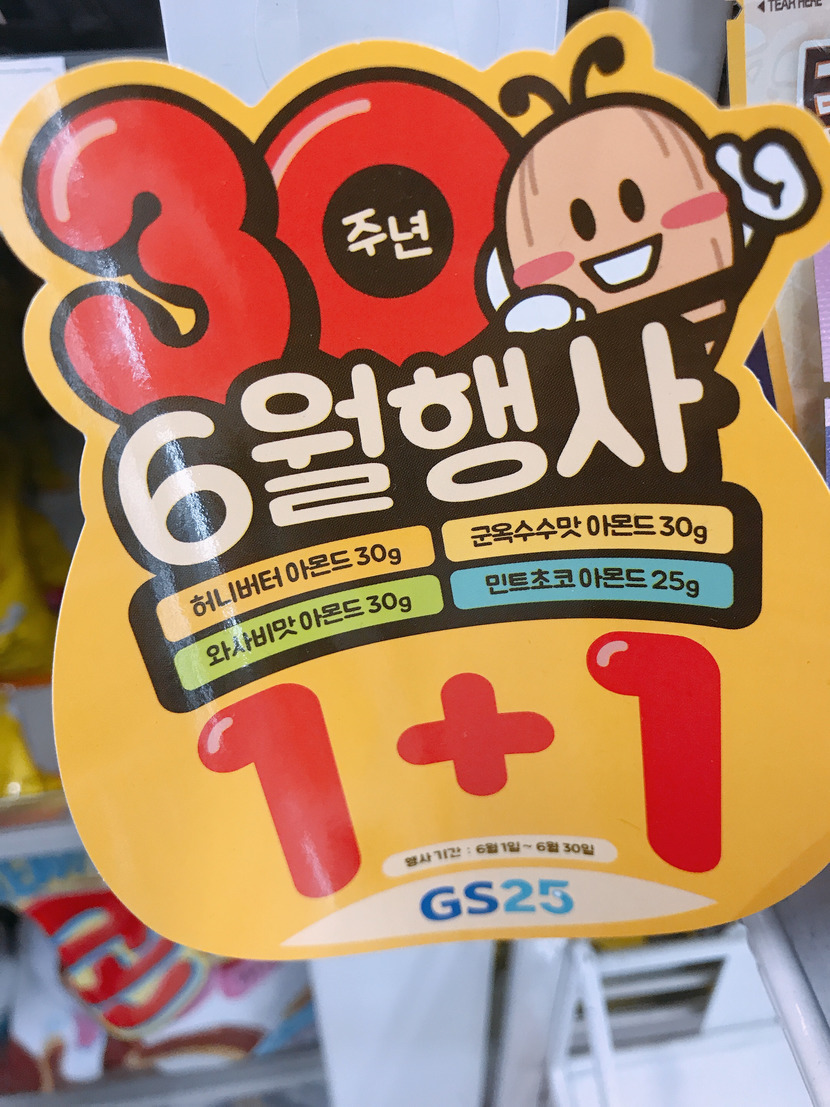 TEAR HERE
30
주년
6월행사
허니버터 아몬드 30g
군옥수수맛 아몬드 30g
와사비맛 아몬드 30g
민트초코 아몬드 25g
1+1
행사 기간 : 6월 1일 ~ 6월 30일
GS25